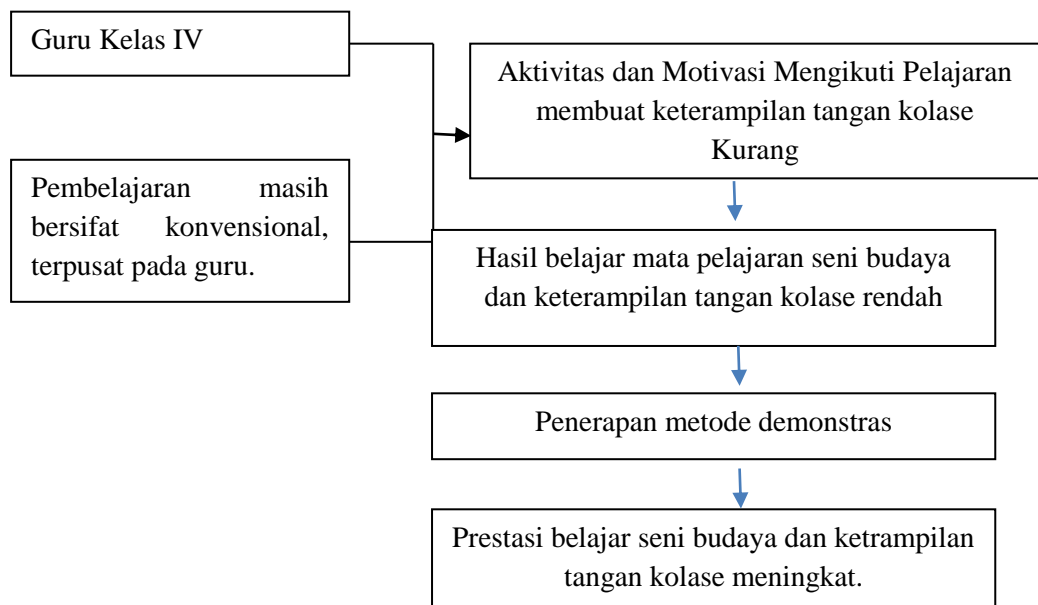 Guru Kelas IV
Aktivitas dan Motivasi Mengikuti Pelajaran
membuat keterampilan tangan kolase
Kurang
Pembelajaran masih
bersifat konvensional,
terpusat pada guru.
Hasil belajar mata pelajaran seni budaya
dan keterampilan tangan kolase rendah
Penerapan metode demonstras
Prestasi belajar seni budaya dan ketrampilan
tangan kolase meningkat.